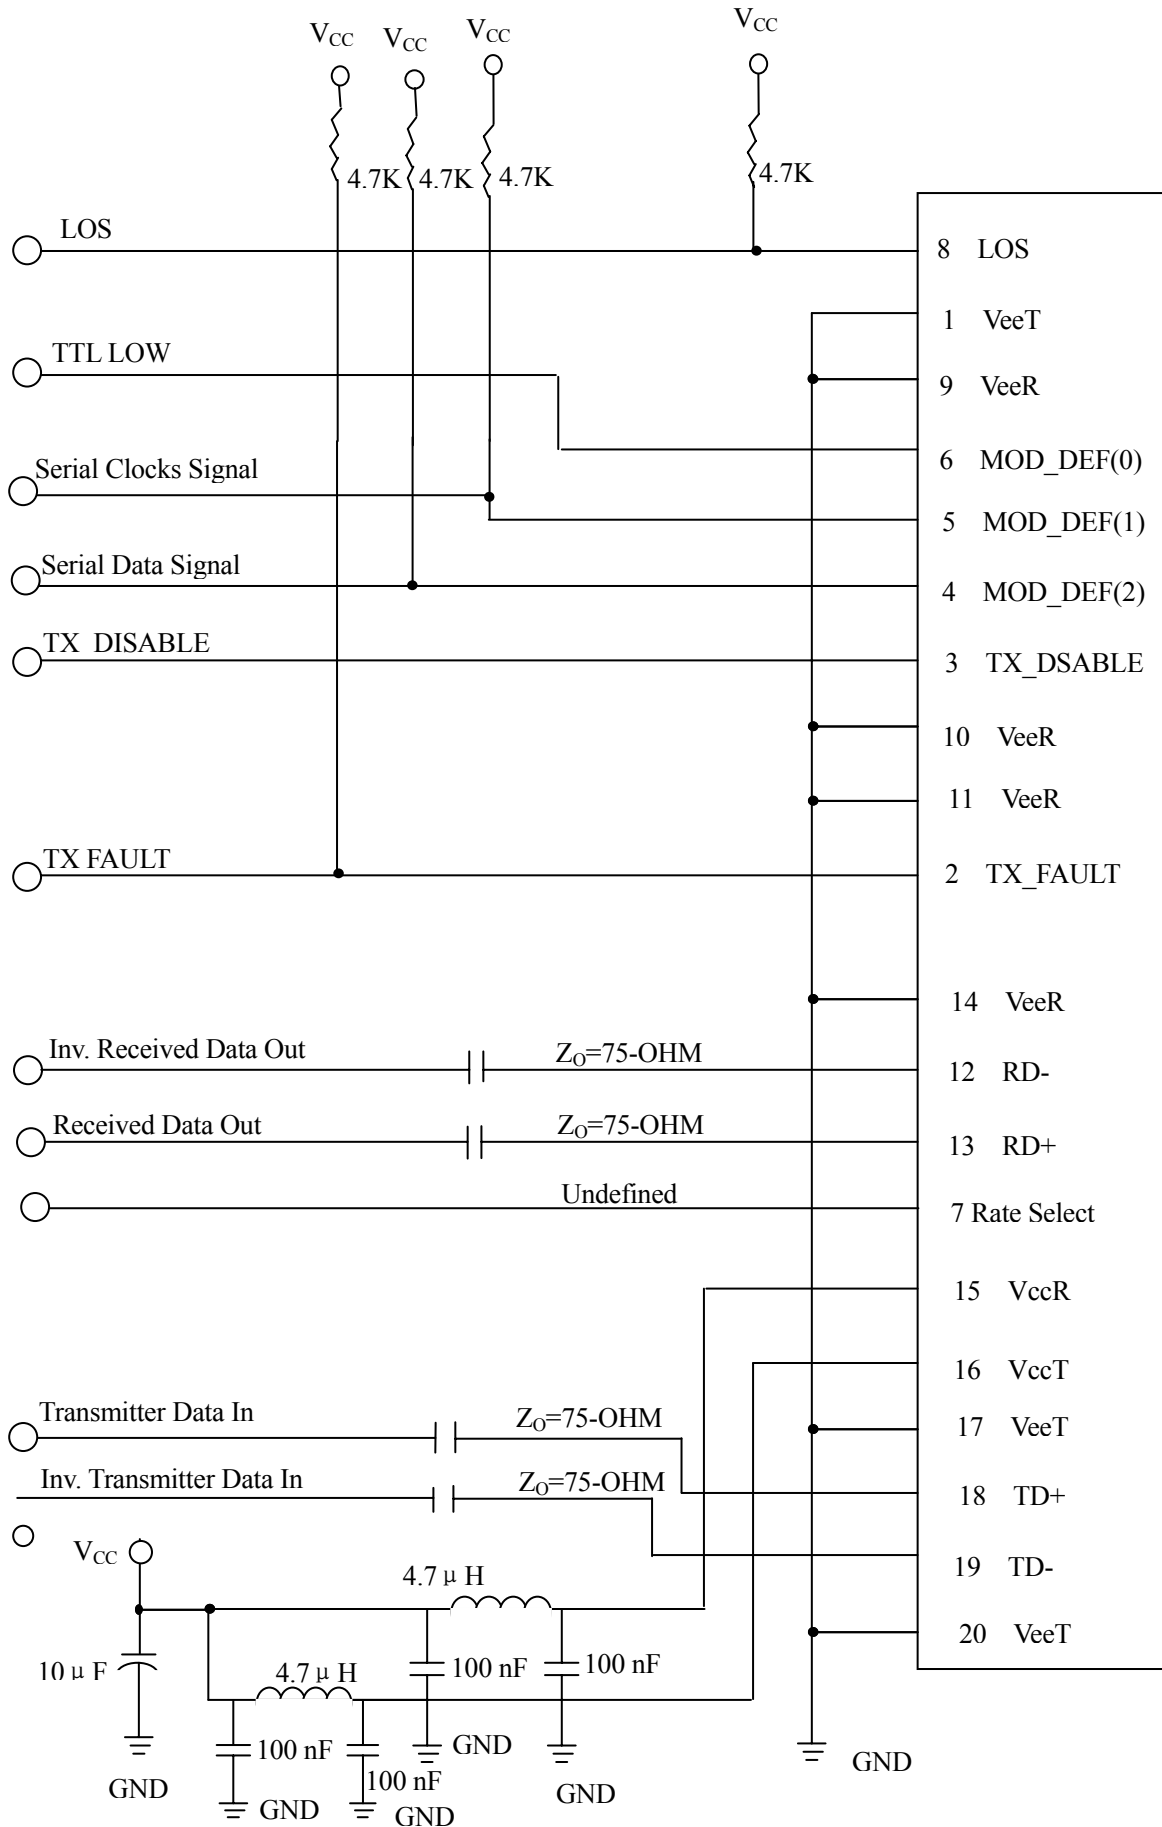 VCC VCC VCC VCC
4.7K 4.7K 4.7K 4.7K
LOS
8 LOS
1 VeeT
TTL LOW
9 VeeR
6 MOD_DEF(0)
Serial Clocks Signal
5 MOD_DEF(1)
Serial Data Signal
4 MOD_DEF(2)
TX DISABLE
3 TX_DSABLE
10 VeeR
11 VeeR
TX FAULT
2 TX_FAULT
14 VeeR
Inv. Received Data Out ZO=75-OHM
12 RD-
Received Data Out ZO=75-OHM
13 RD+
Undefined
7 Rate Select
15 VccR
16 VccT
Transmitter Data In ZO=75-OHM
17 VeeT
Inv. Transmitter Data In ZO=75-OHM
18 TD+
VCC
19 TD-
4.7μH
20 VeeT
10μF
4.7μH
100 nF 100 nF
100 nF
GND
GND
100 nF
GND
GND
GND
GND
GND